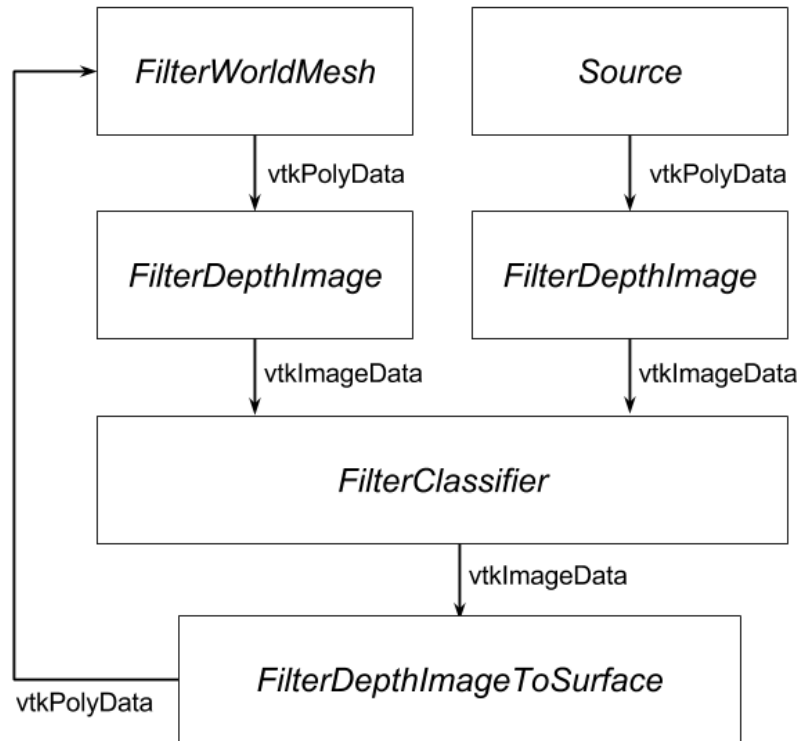 FilterWorldMesh
Source
vtkPolyData
vtkPolyData
FilterDepthImage
FilterDepthImage
vtkImageData
vtkImageData
FilterClassifier
vtkImageData
FilterDepthImageToSurface
vtkPolyData